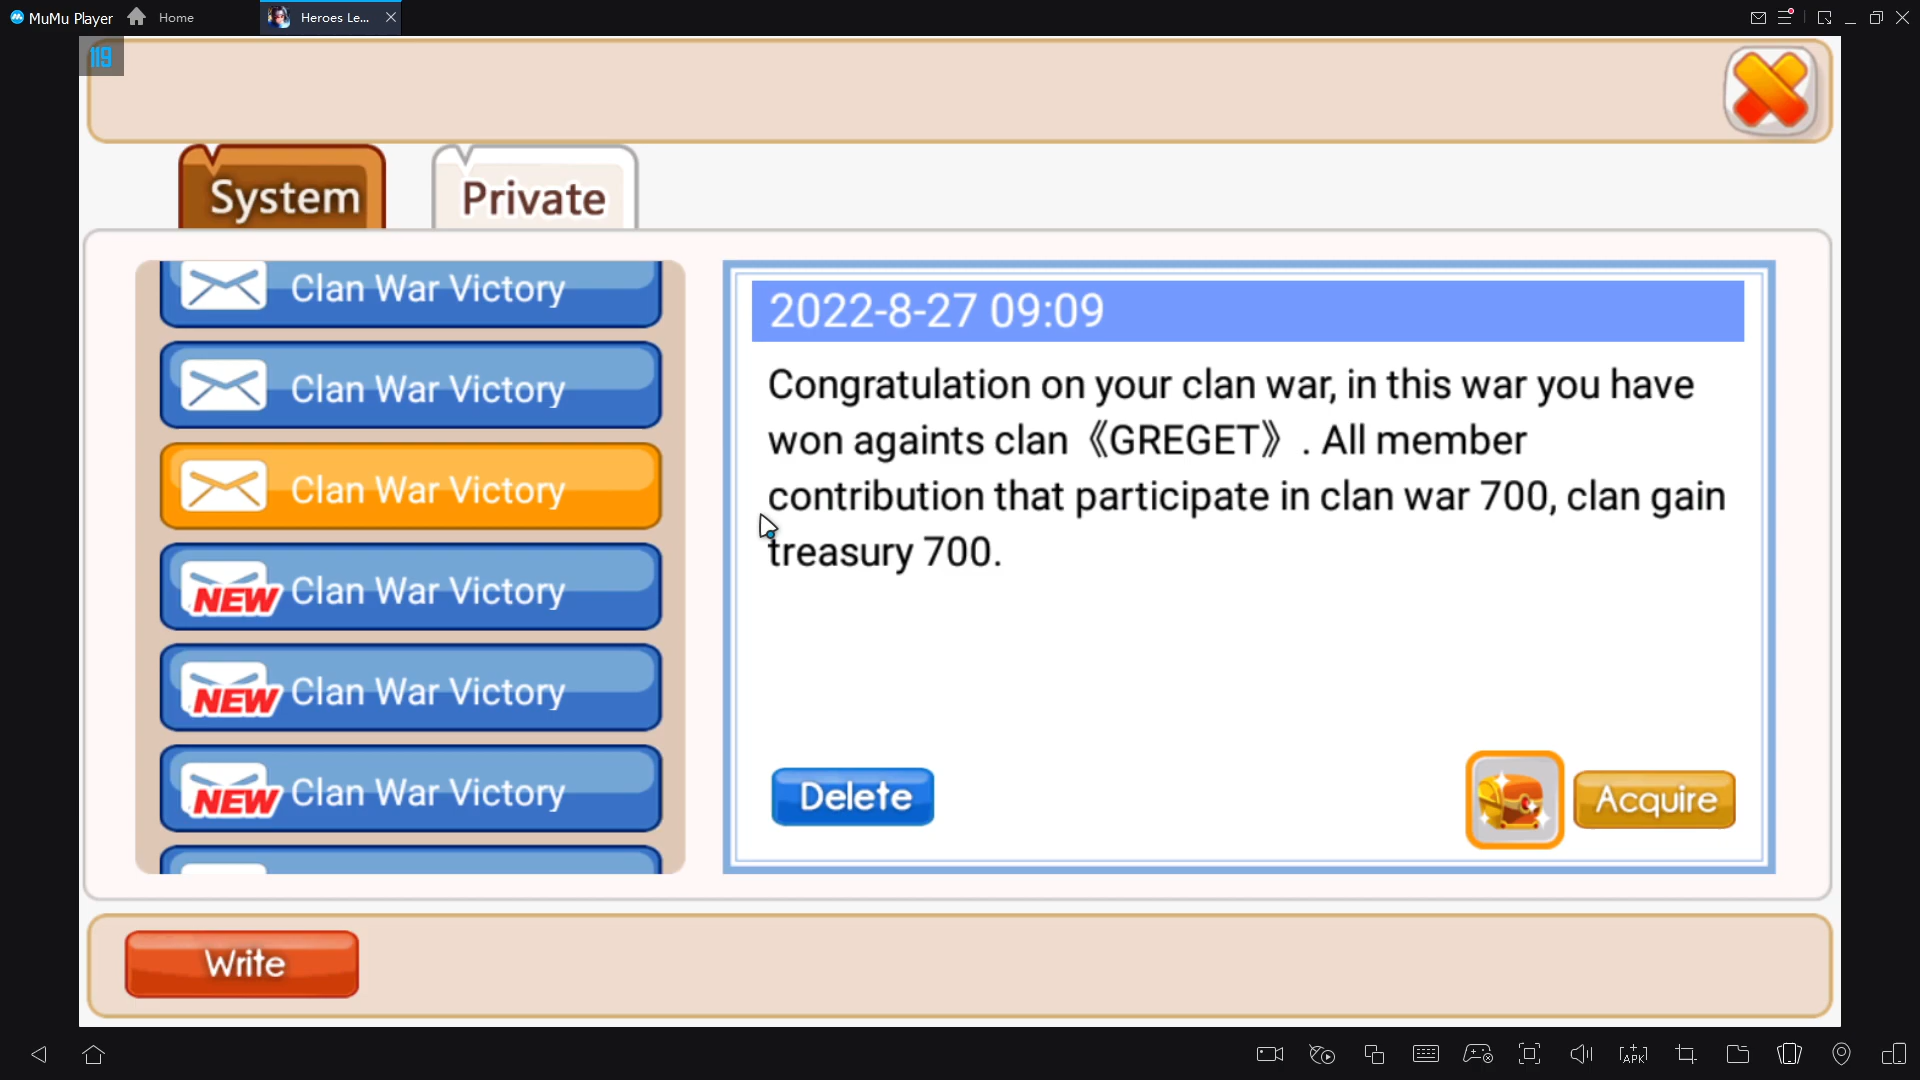 MuMu Player
Home
Heroes Le...
119
System
Private
Clan War Victory
Clan War Victory
Clan War Victory
NEW Clan War Victory
NEW Clan War Victory
NEW Clan War Victory
2022-8-27 09:09
Congratulation on your clan war, in this war you have
won againts clan《GREGET》. All member
contribution that participate in clan war 700, clan gain
treasury 700.
Delete
Acquire
Write
APK